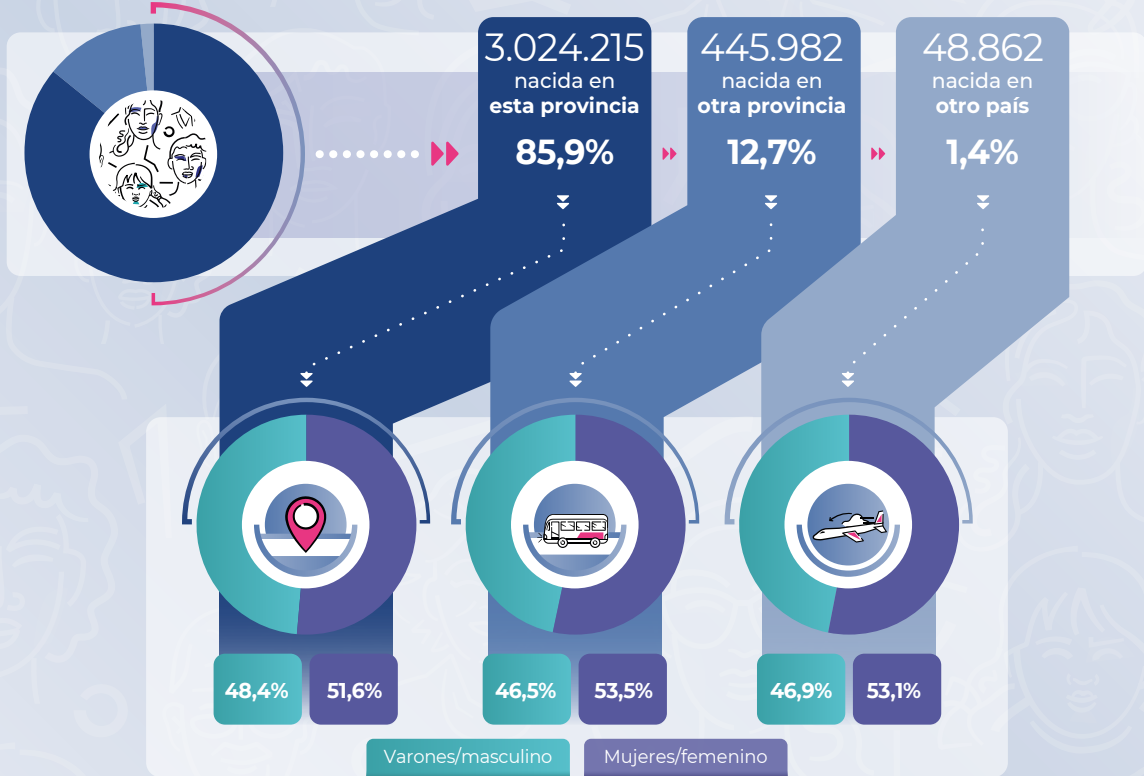 3.024.215
nacida en
esta provincia
85,9%
445.982
nacida en
otra provincia
12,7%
48.862
nacida en
otro país
1,4%
48,4%
51,6%
46,5%
53,5%
46,9%
53,1%
Varones/masculino
Mujeres/femenino